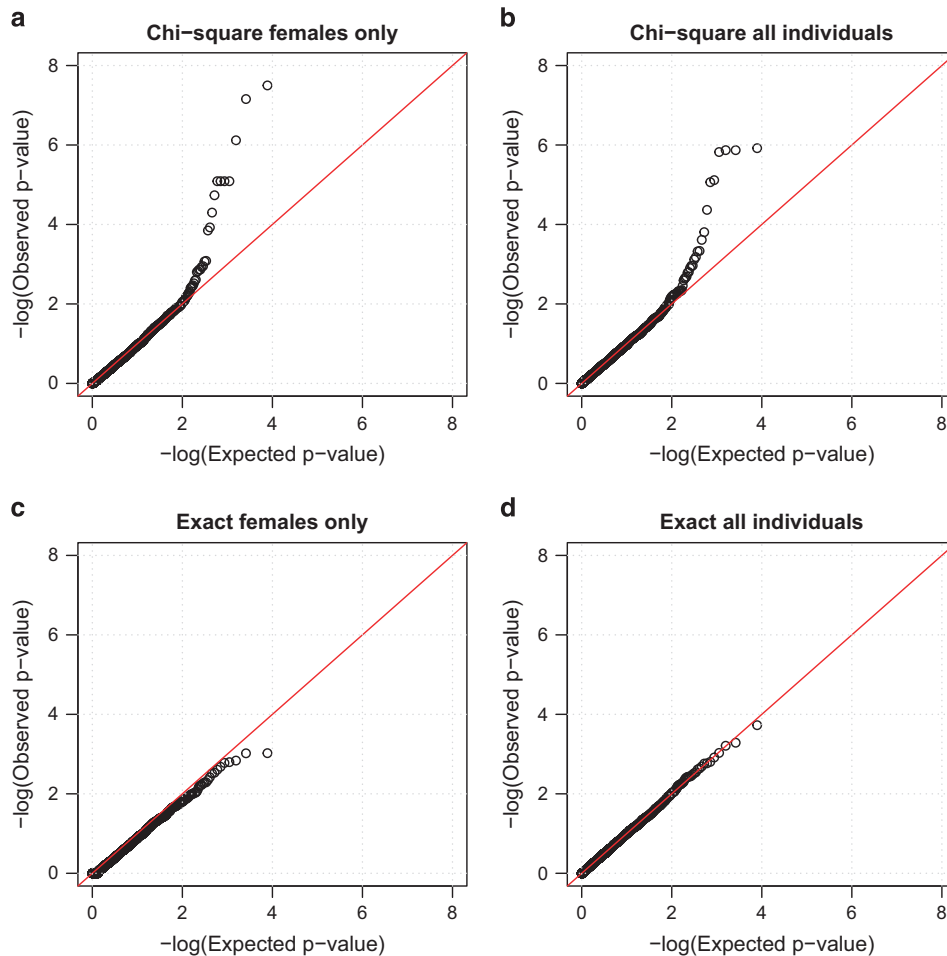 a
Chi−square females only
8
6
4
2
0
−log(Observed p−value)
0 2 4 6 8
−log(Expected p−value)
b
Chi−square all individuals
8
6
4
2
0
−log(Observed p−value)
0 2 4 6 8
−log(Expected p−value)
c
Exact females only
8
6
4
2
0
−log(Observed p−value)
0 2 4 6 8
−log(Expected p−value)
d
Exact all individuals
8
6
4
2
0
−log(Observed p−value)
0 2 4 6 8
−log(Expected p−value)